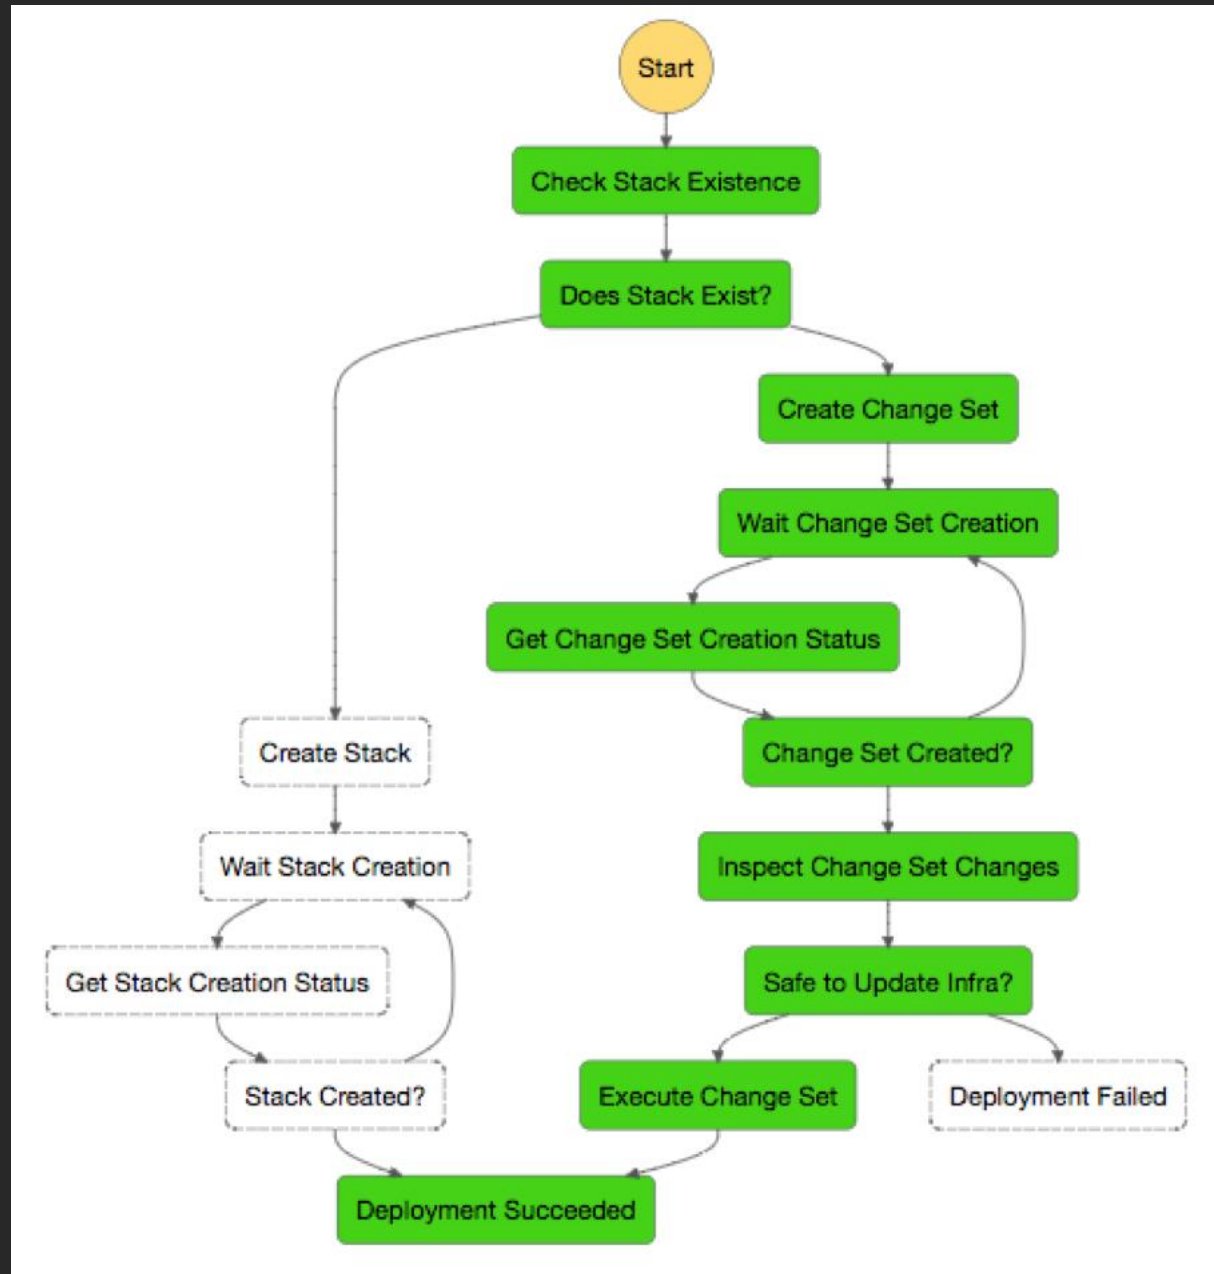 Start
Check Stack Existence
Does Stack Exist?
Create Change Set
Wait Change Set Creation
Get Change Set Creation Status
Create Stack
Change Set Created?
Wait Stack Creation
Inspect Change Set Changes
Get Stack Creation Status
Safe to Update Infra?
Stack Created?
Execute Change Set
Deployment Failed
Deployment Succeeded